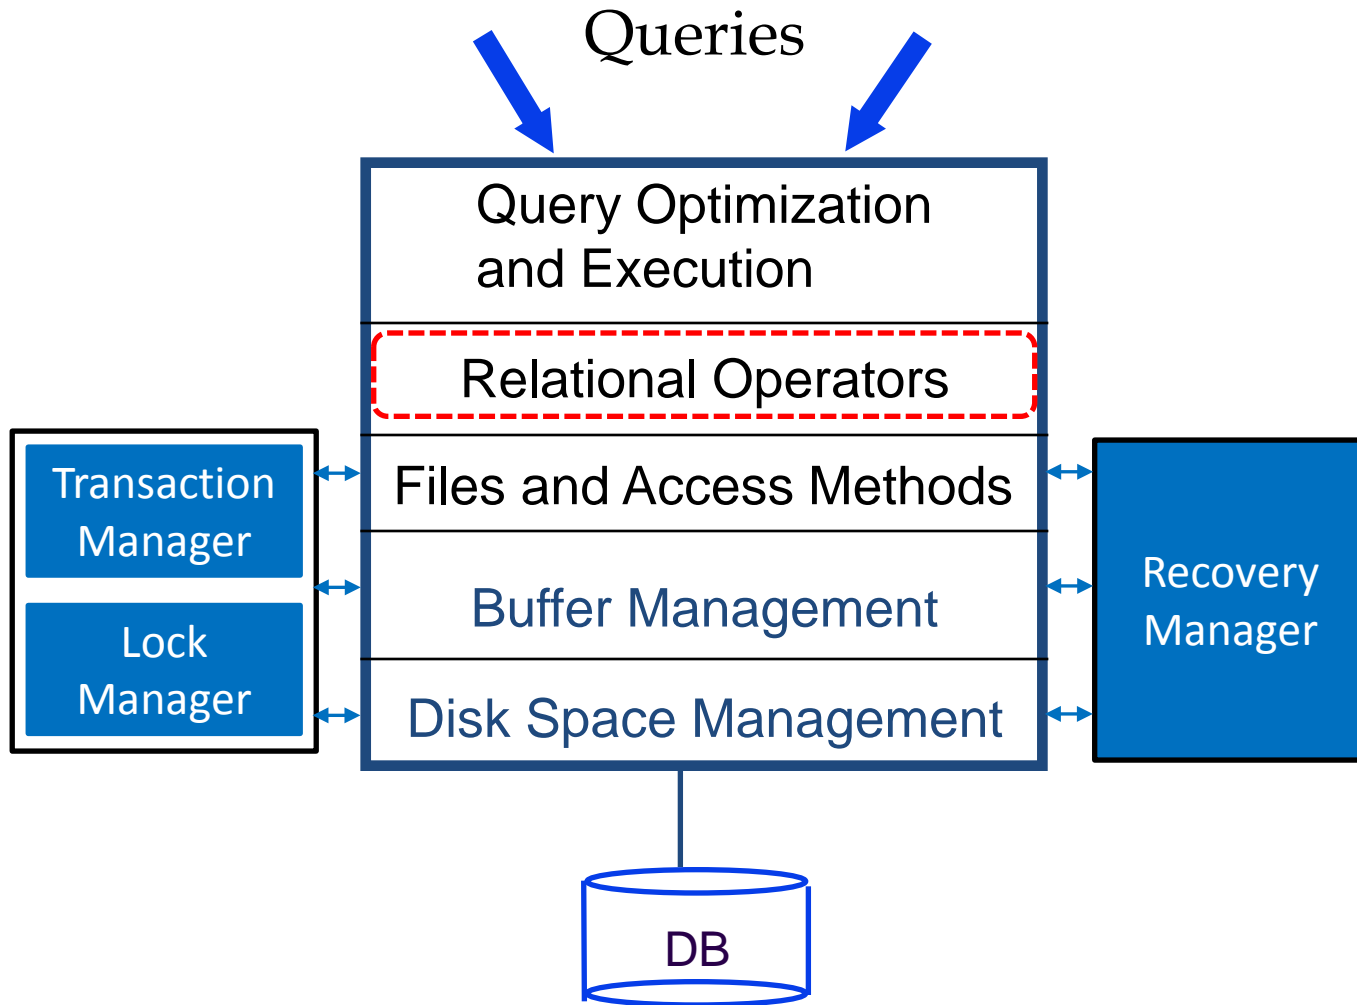 Queries
Query Optimization
and Execution
Relational Operators
Files and Access Methods
Buffer Management
Disk Space Management
Transaction
Manager
Lock
Manager
Recovery
Manager
DB